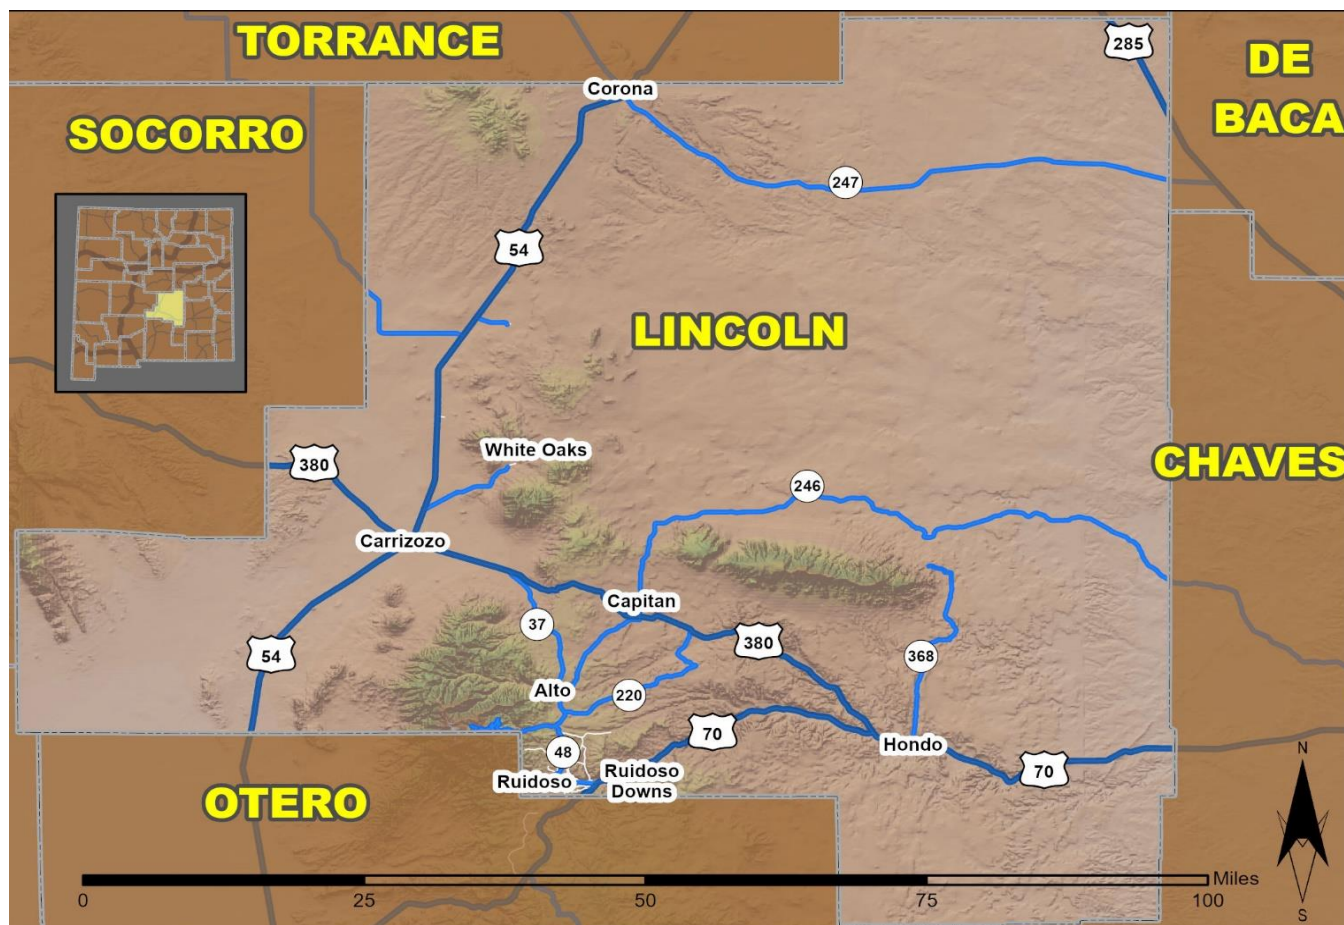 TORRANCE
285
DE
BACA
Corona
SOCORRO
247
54
LINCOLN
White Oaks
CHAVES
380
246
Carrizozo
Capitan
37
380
54
368
Alto
220
70
48
Hondo
Ruidoso
Ruidoso
Downs
70
OTERO
N
S
Miles
0
25
50
75
100